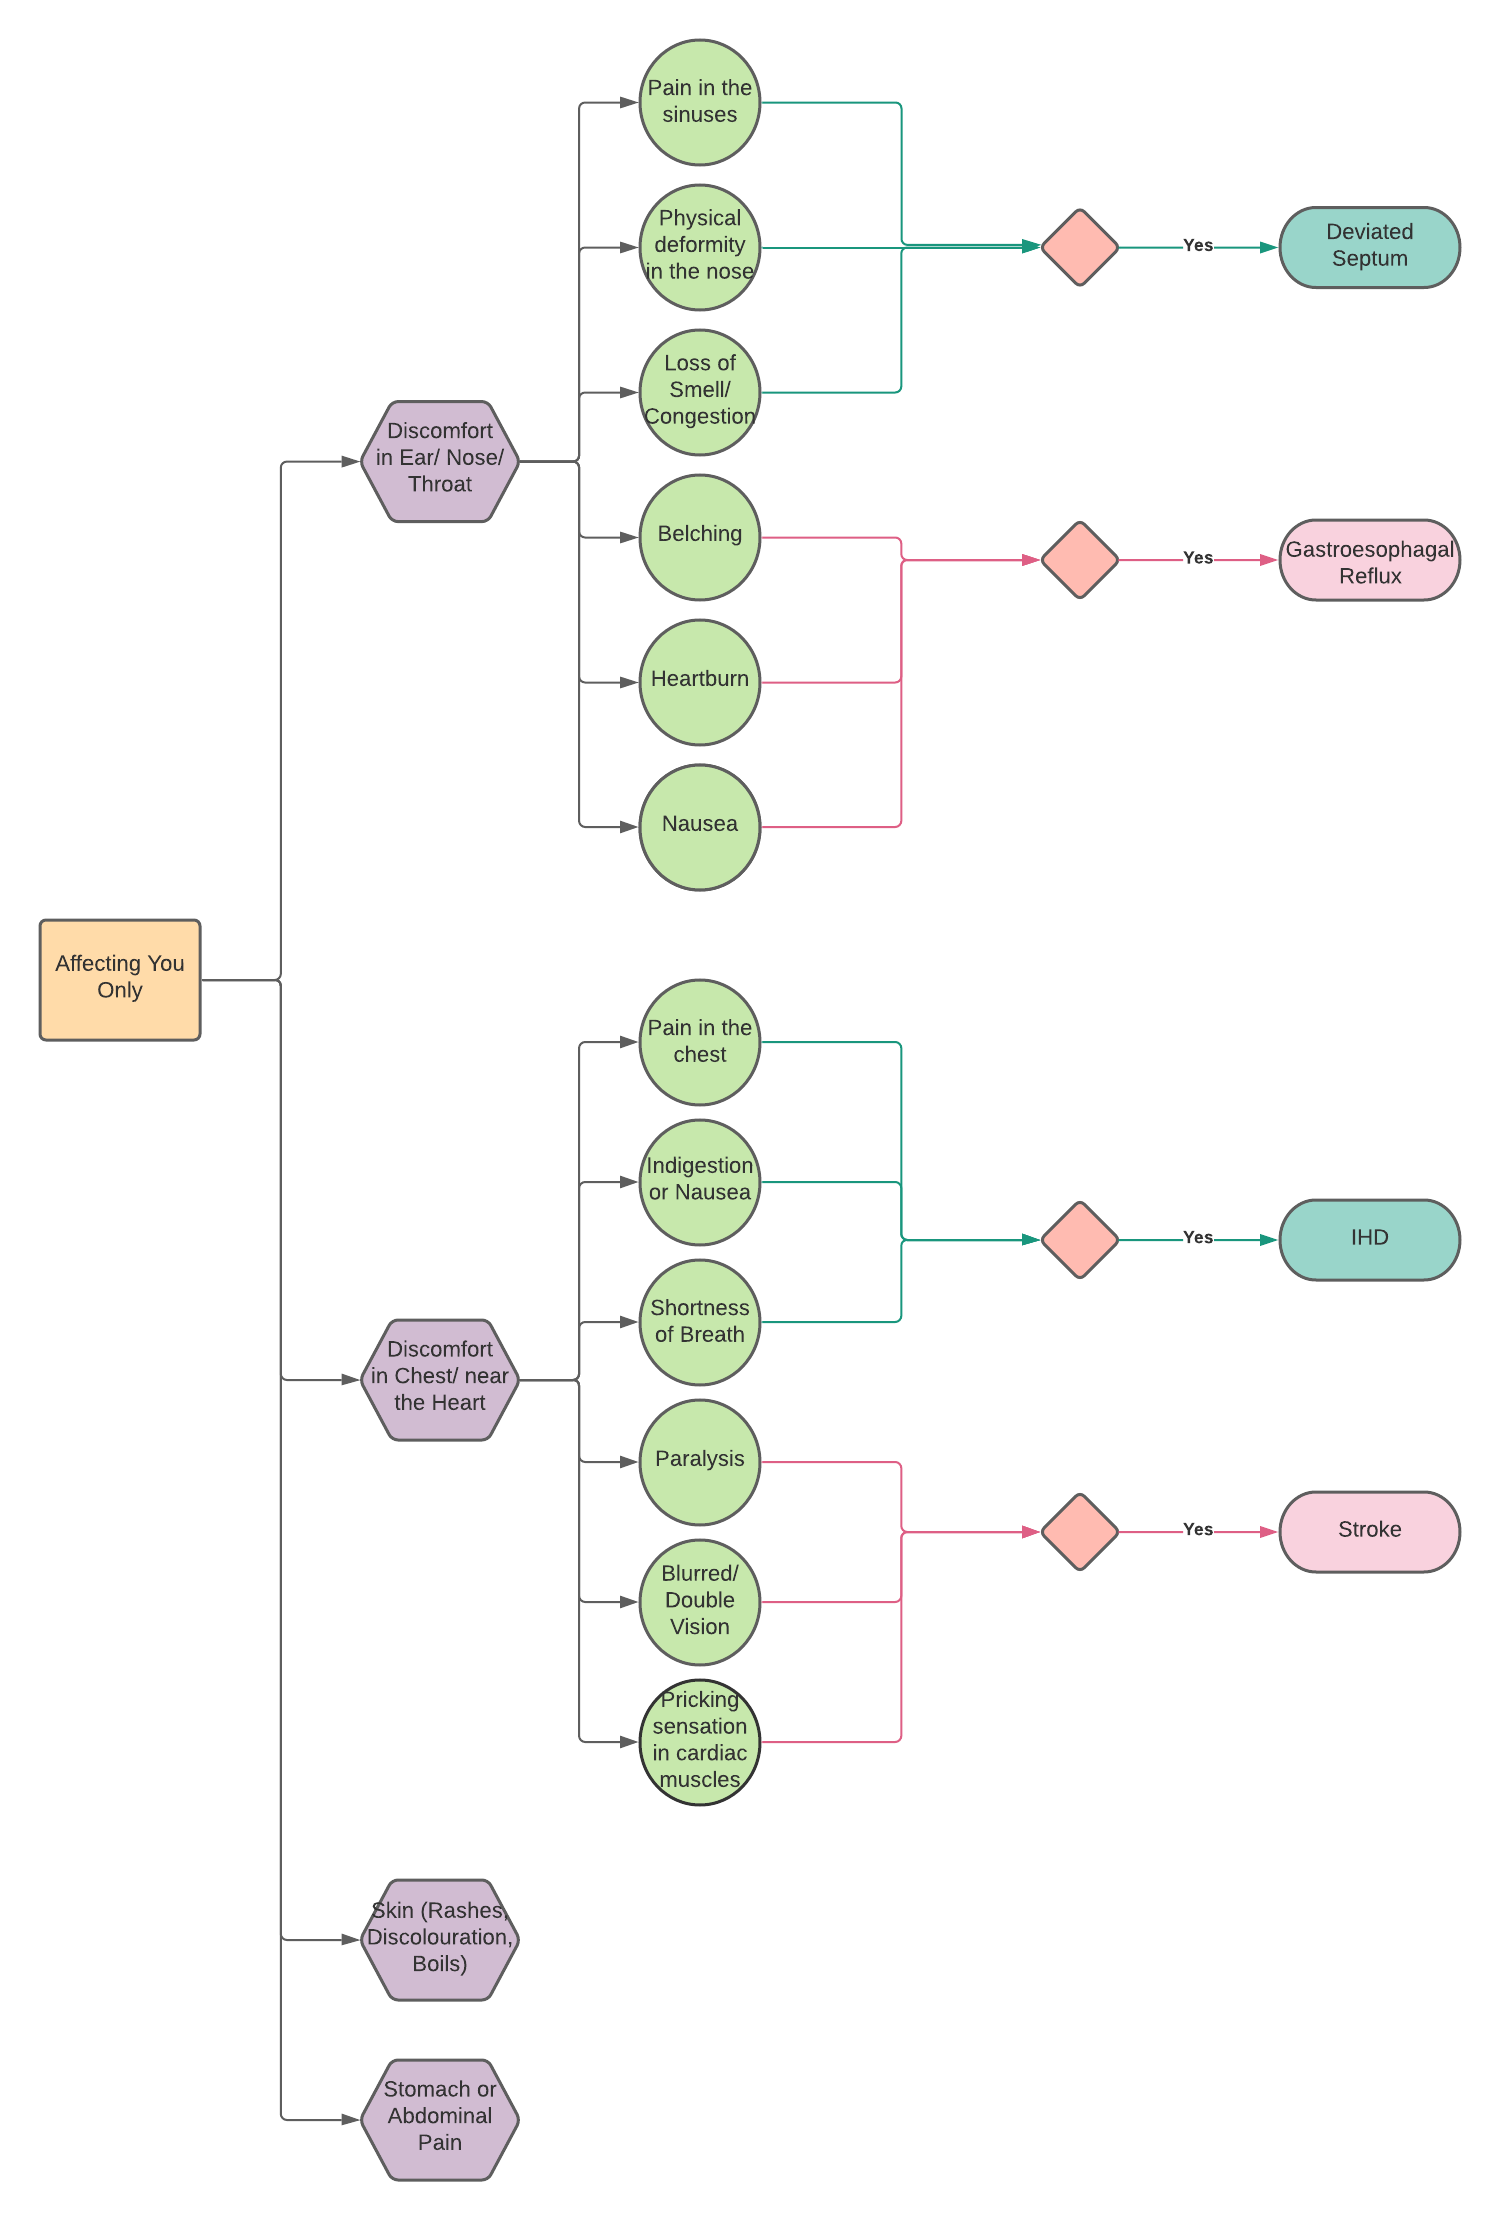 Pain in the
sinuses
Physical
deformity
in the nose
Yes
Deviated
Septum
Loss of
Smell/
Congestion
Discomfort
in Ear/ Nose/
Throat
Belching
Yes
Gastroesophagal
Reflux
Heartburn
Nausea
Affecting You
Only
Pain in the
chest
Indigestion
or Nausea
Yes
IHD
Shortness
of Breath
Discomfort
in Chest/ near
the Heart
Paralysis
Yes
Stroke
Blurred/
Double
Vision
Pricking
sensation
in cardiac
muscles
Skin (Rashes,
Discolouration,
Boils)
Stomach or
Abdominal
Pain